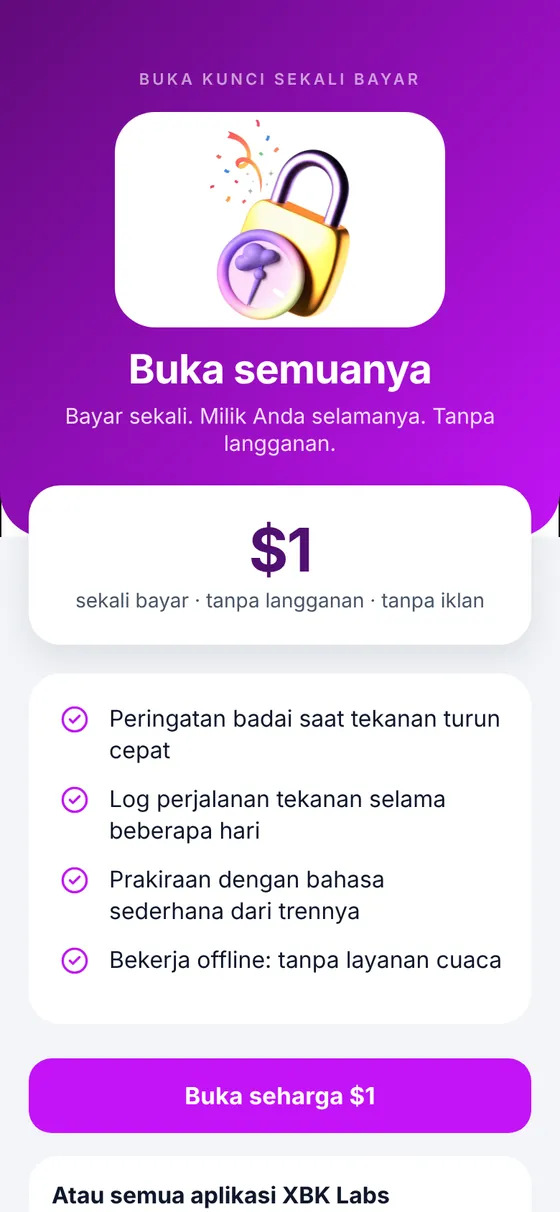 BUKA KUNCI SEKALI BAYAR
Buka semuanya
Bayar sekali. Milik Anda selamanya. Tanpa
langganan.
$1
sekali bayar · tanpa langganan · tanpa iklan
Peringatan badai saat tekanan turun
cepat
Log perjalanan tekanan selama
beberapa hari
Prakiraan dengan bahasa
sederhana dari trennya
Bekerja offline: tanpa layanan cuaca
Buka seharga $1
Atau semua aplikasi XBK Labs